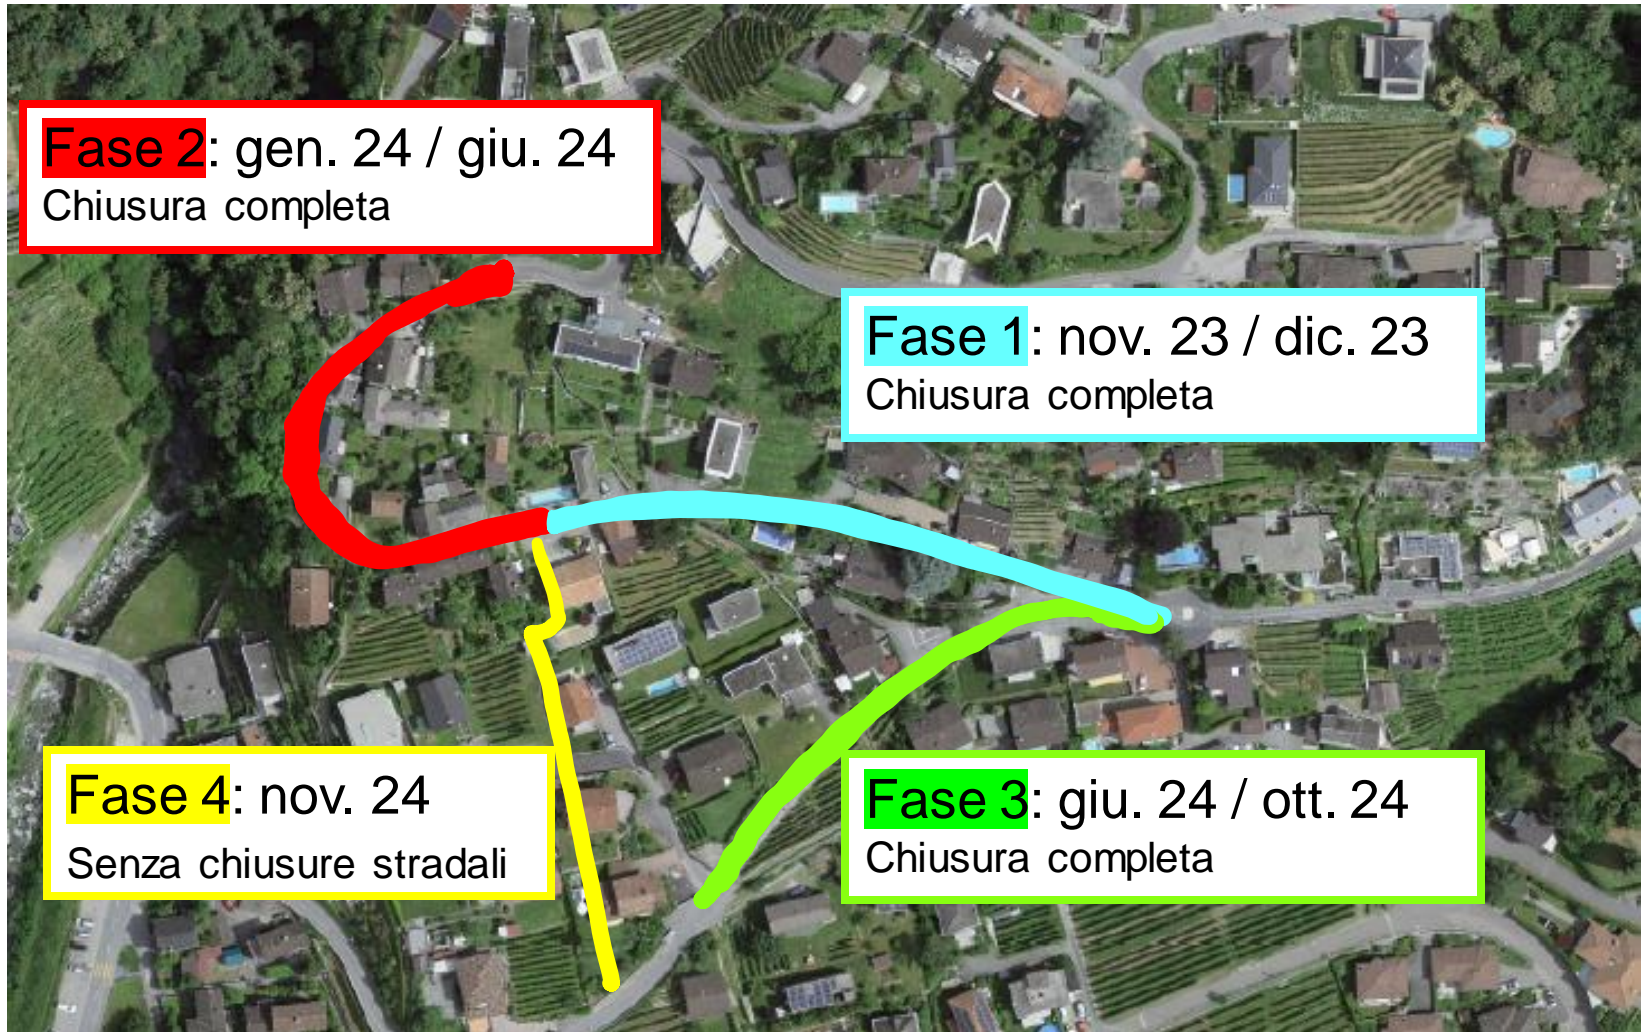 Fase 2: gen. 24 / giu. 24
Chiusura completa
Fase 1: nov. 23 / dic. 23
Chiusura completa
Fase 4: nov. 24
Senza chiusure stradali
Fase 3: giu. 24 / ott. 24
Chiusura completa